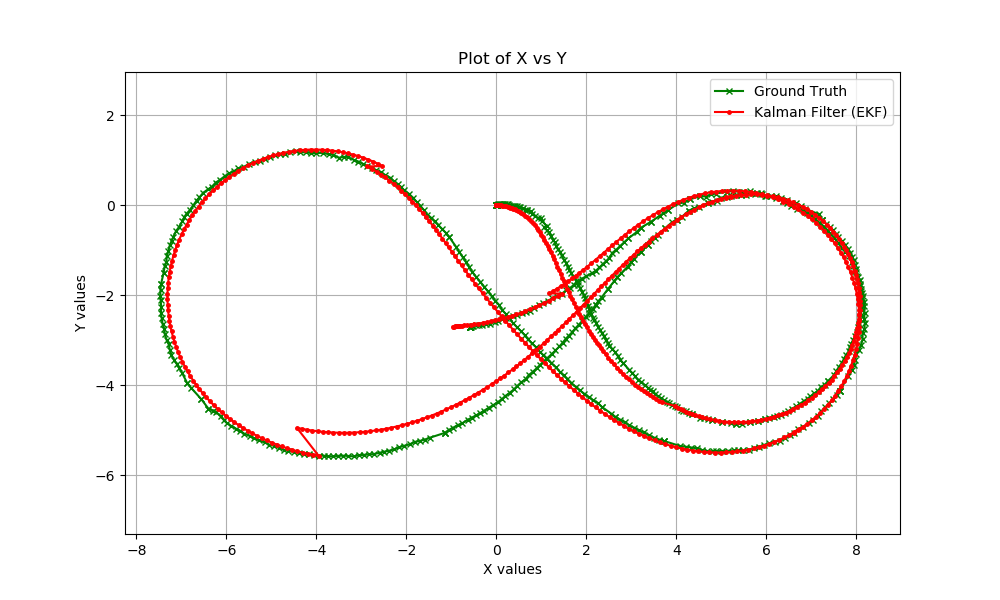 Plot of X vs Y
Ground Truth
Kalman Filter (EKF)
2
0
−2
−4
−6
Y values
−8
−6
−4
−2
0
2
4
6
8
X values